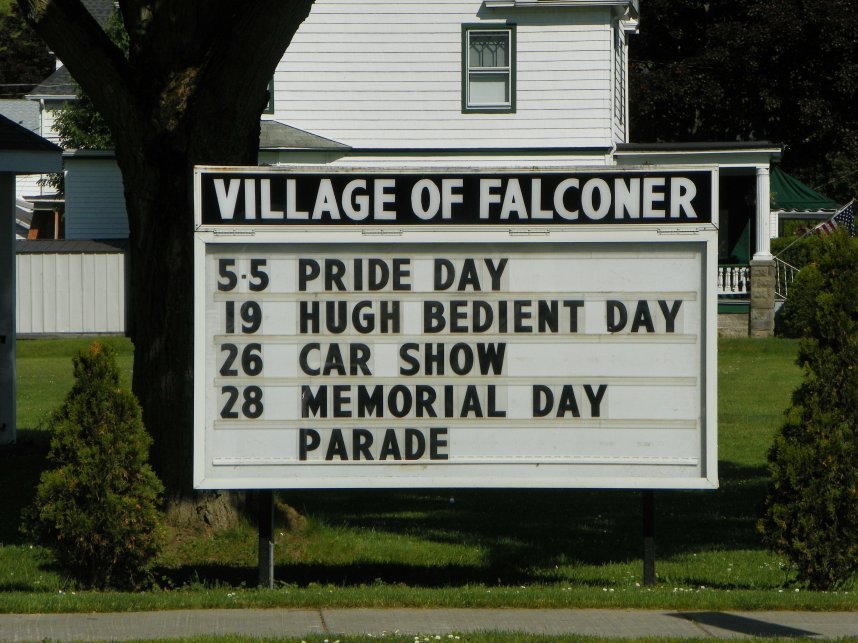 VILLAGE OF FALCONER
5-5 PRIDE DAY
19 HUGH BEDIENT DAY
26 CAR SHOW
28 MEMORIAL DAY
PARADE